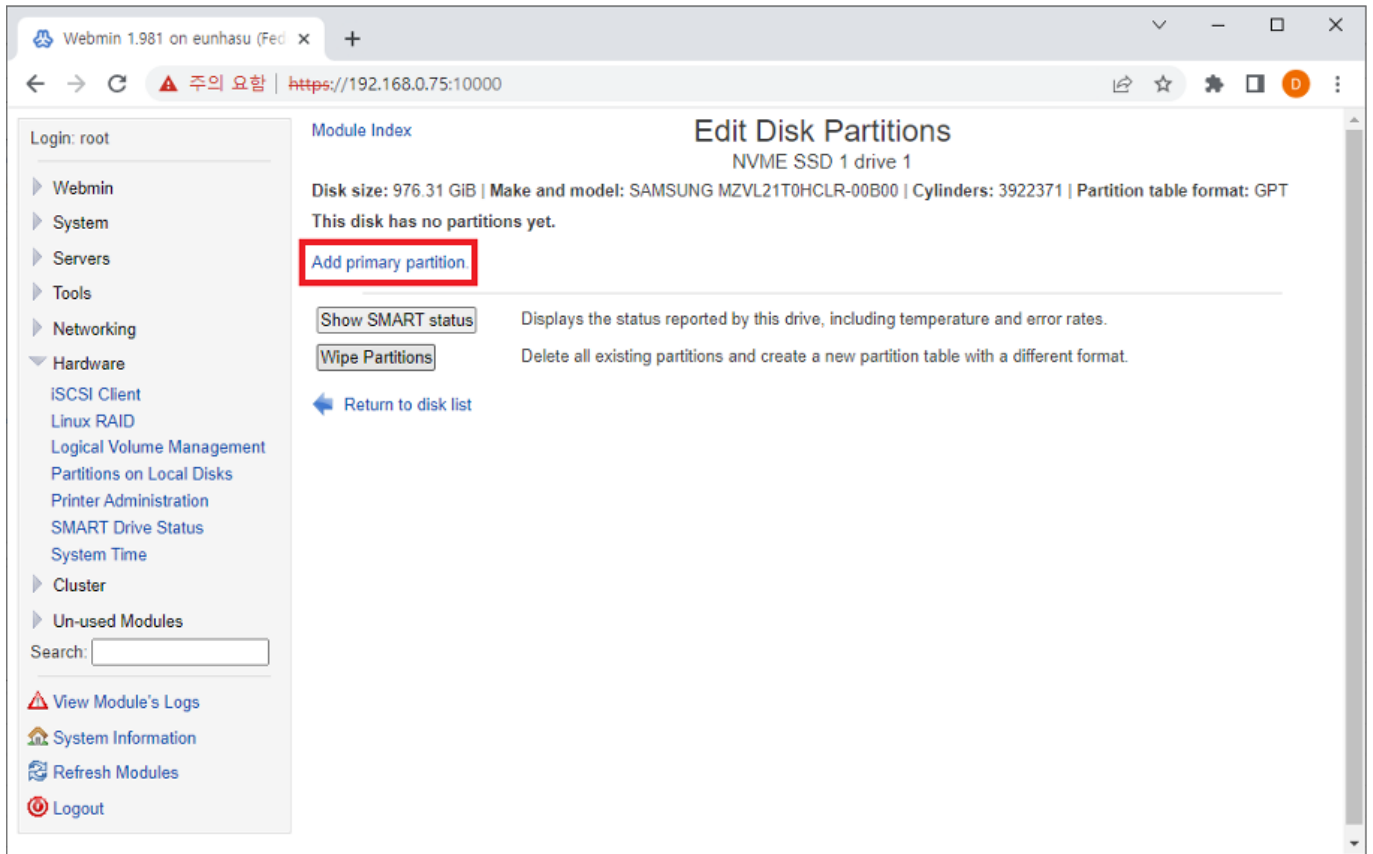 Webmin 1.981 on eunhasu (Fed
주의 요함 https://192.168.0.75:10000
D
Login: root
Webmin
System
Servers
Tools
Networking
Hardware
iSCSI Client
Linux RAID
Logical Volume Management
Partitions on Local Disks
Printer Administration
SMART Drive Status
System Time
Cluster
Un-used Modules
Search:
View Module's Logs
System Information
Refresh Modules
Logout
Module Index
Edit Disk Partitions
NVME SSD 1 drive 1
Disk size: 976.31 GiB | Make and model: SAMSUNG MZVL21T0HCLR-00B00 | Cylinders: 3922371 | Partition table format: GPT
This disk has no partitions yet.
Add primary partition.
Show SMART status Displays the status reported by this drive, including temperature and error rates.
Wipe Partitions Delete all existing partitions and create a new partition table with a different format.
Return to disk list